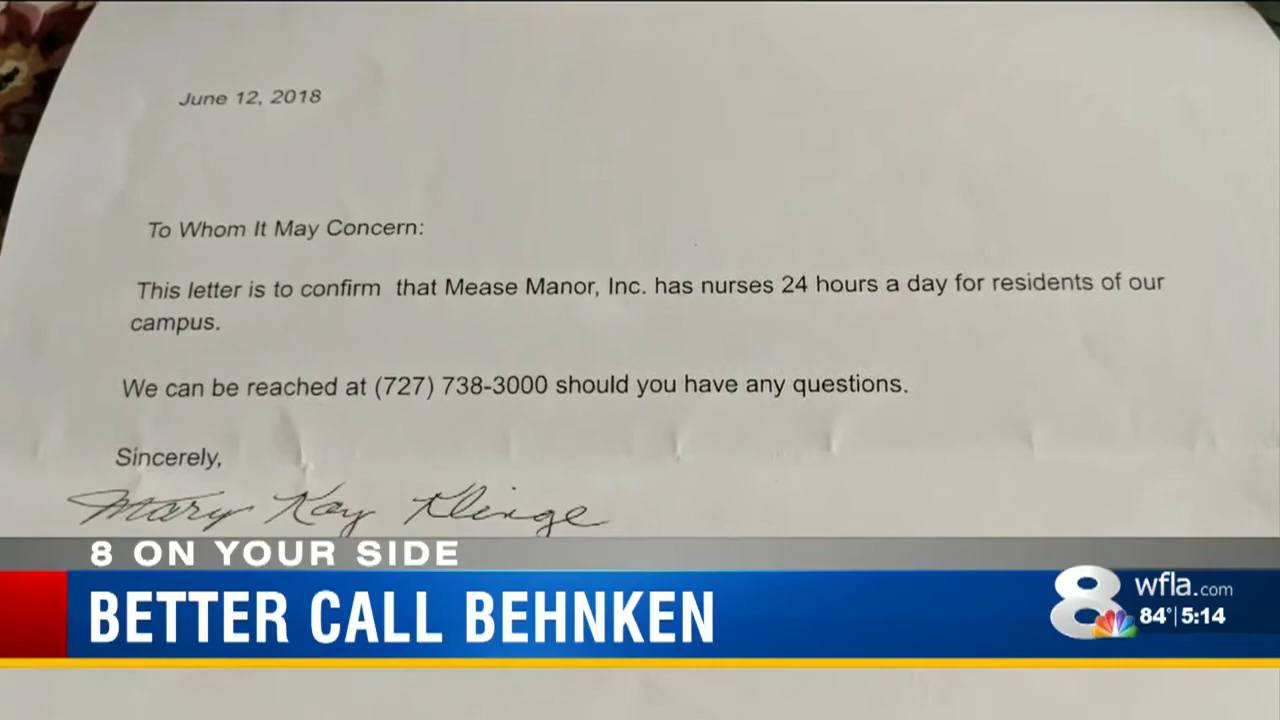 June 12, 2018
To Whom It May Concern:
This letter is to confirm that Mease Manor, Inc. has nurses 24 hours a day for residents of our
campus.
We can be reached at (727) 738-3000 should you have any questions.
Sincerely,
Mary Kay Klinge
8 ON YOUR SIDE
BETTER CALL BEHNKEN
8 wfla.com
84° | 5:14